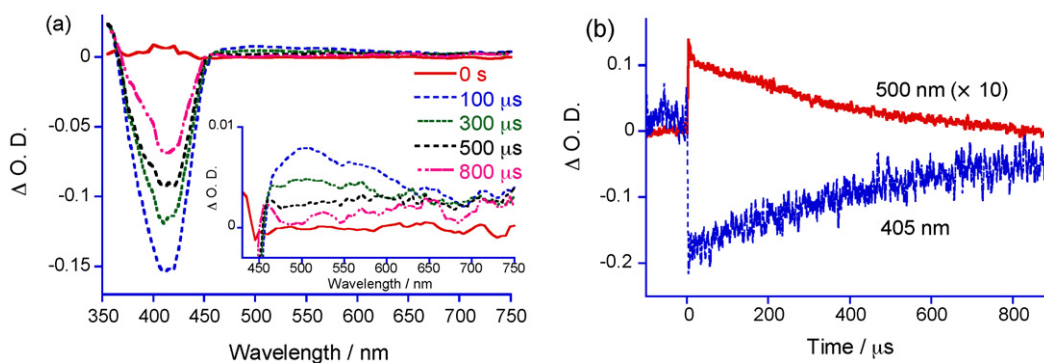 (a)
0
-0.05
-0.1
-0.15
Δ O. D.
350 400 450 500 550 600 650 700 750
Wavelength / nm
0 s
100 μs
300 μs
500 μs
800 μs
0.01
0
Δ O. D.
450 500 550 600 650 700 750
Wavelength / nm
(b)
0.1
0
-0.1
-0.2
Δ O. D.
500 nm (× 10)
405 nm
0 200 400 600 800
Time / μs